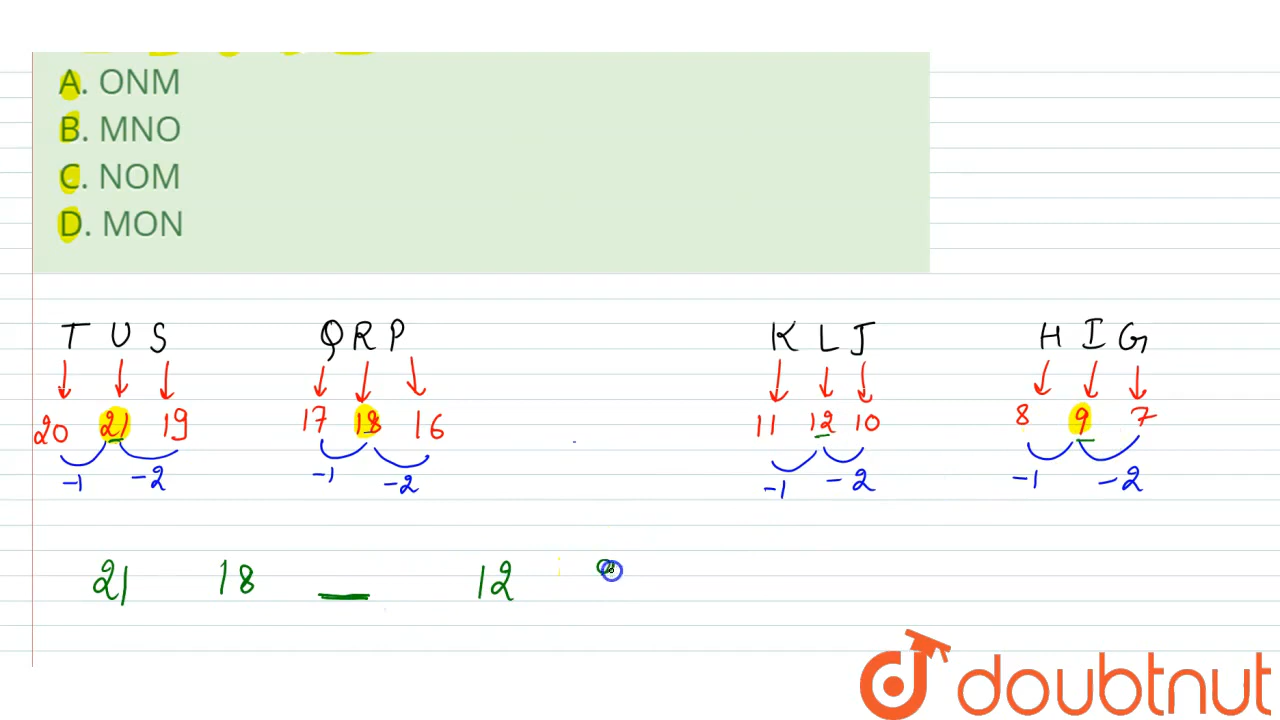 A. ONM
B. MNO
C. NOM
D. MON
T U S Q R P K L J H I G
20 21 19 17 18 16 11 12 10 8 9 7
-1 -2 -1 -2 -1 -2 -1 -2
21 18 __ 12
doubtnut